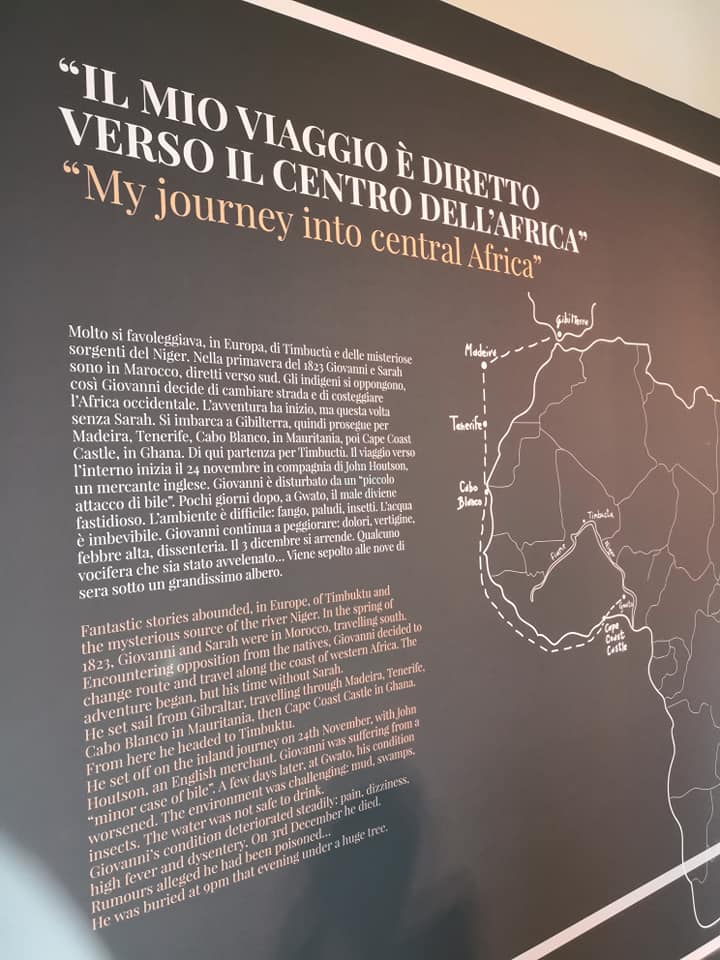 “IL MIO VIAGGIO È DIRETTO
VERSO IL CENTRO DELL’AFRICA”
“My journey into central Africa”
Molto si favoleggiava, in Europa, di Timbuctù e delle misteriose
sorgenti del Niger. Nella primavera del 1823 Giovanni e Sarah
sono in Marocco, diretti verso sud. Gli indigeni si oppongono,
così Giovanni decide di cambiare strada e di costeggiare
l’Africa occidentale. L’avventura ha inizio, ma questa volta
senza Sarah. Si imbarca a Gibilterra, quindi prosegue per
Madeira, Tenerife, Cabo Blanco, in Mauritania, poi Cape Coast
Castle, in Ghana. Di qui partenza per Timbuctù. Il viaggio verso
l’interno inizia il 24 novembre in compagnia di John Houtson,
un mercante inglese. Giovanni è disturbato da un “piccolo
attacco di bile”. Pochi giorni dopo, a Gwato, il male diviene
fastidioso. L’ambiente è difficile: fango, paludi, insetti. L’acqua
è imbevibile. Giovanni continua a peggiorare: dolori, vertigine,
febbre alta, dissenteria. Il 3 dicembre si arrende. Qualcuno
vocifera che sia stato avvelenato... Viene sepolto alle nove di
sera sotto un grandissimo albero.
Fantastic stories abounded, in Europe, of Timbuktu and
the mysterious source of the river Niger. In the spring of
1823, Giovanni and Sarah were in Morocco, travelling south.
Encountering opposition from the natives, Giovanni decided to
change route and travel along the coast of western Africa. The
adventure began, but his time without Sarah.
He set sail from Gibraltar, travelling through Madeira, Tenerife,
Cabo Blanco in Mauritania, then Cape Coast Castle in Ghana.
From here he headed to Timbuktu.
He set off on the inland journey on 24th November, with John
Houtson, an English merchant. Giovanni was suffering from a
“minor case of bile”. A few days later, at Gwato, his condition
worsened. The environment was challenging: mud, swamps,
insects. The water was not safe to drink.
Giovanni’s condition deteriorated steadily: pain, dizziness,
high fever and dysentery. On 3rd December he died.
Rumours alleged he had been poisoned...
He was buried at 9pm that evening under a huge tree.
Gibilterra
Madeira
Tenerife
Cabo
Blanco
Timbuctu
Fiume
Niger
Cape
Coast
Castle